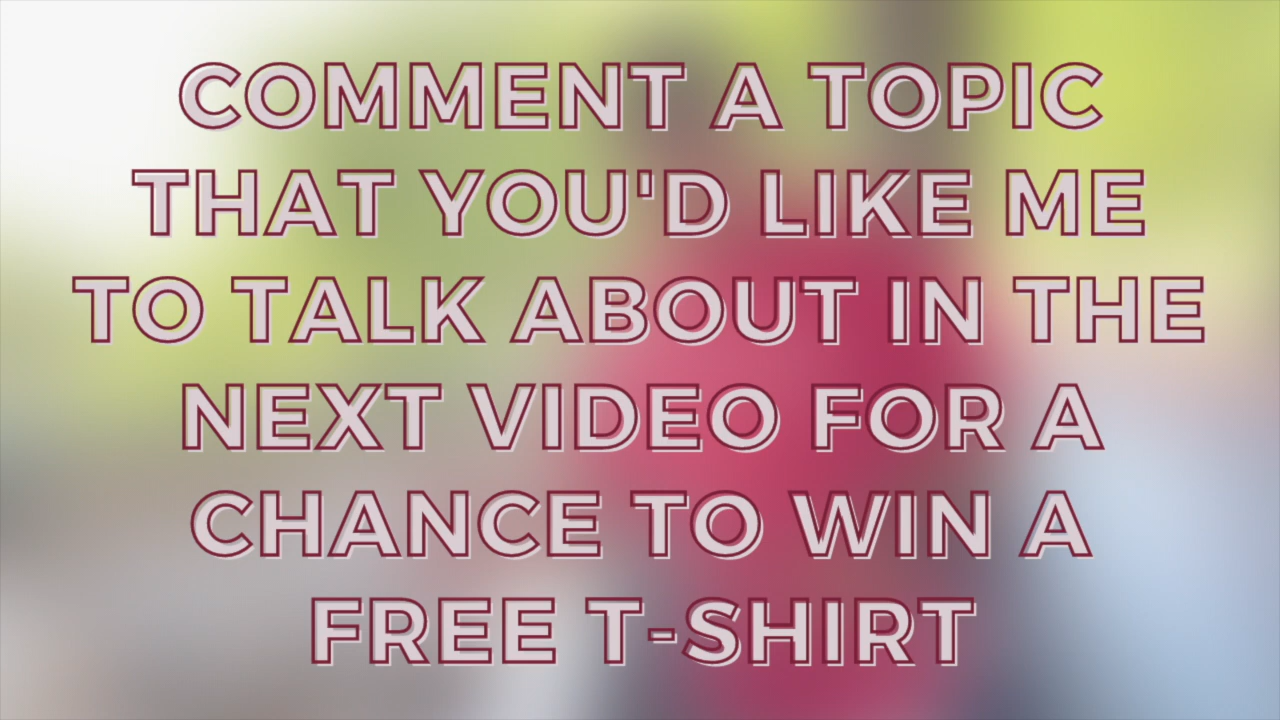 COMMENT A TOPIC
THAT YOU'D LIKE ME
TO TALK ABOUT IN THE
NEXT VIDEO FOR A
CHANCE TO WIN A
FREE T-SHIRT